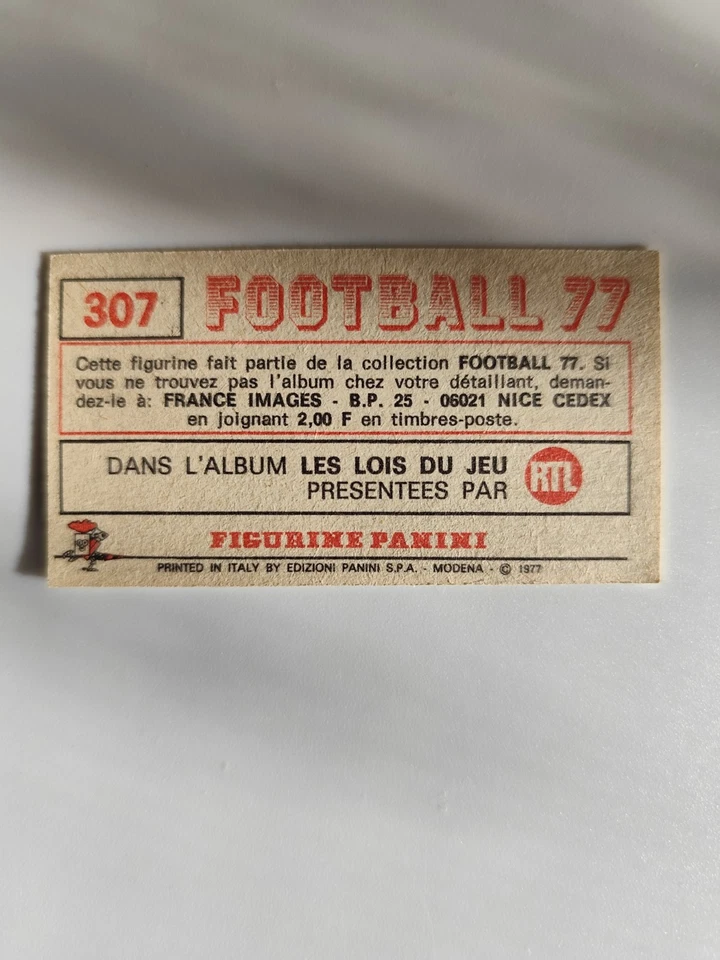 307 FOOTBALL 77
Cette figurine fait partie de la collection FOOTBALL 77. Si
vous ne trouvez pas l'album chez votre détaillant, deman-
dez-le à: FRANCE IMAGES - B.P. 25 - 06021 NICE CEDEX
en joignant 2,00 F en timbres-poste.
DANS L'ALBUM LES LOIS DU JEU
PRESENTEES PAR RTL
FIGURINE PANINI
PRINTED IN ITALY BY EDIZIONI PANINI S.P.A. - MODENA - © 1977